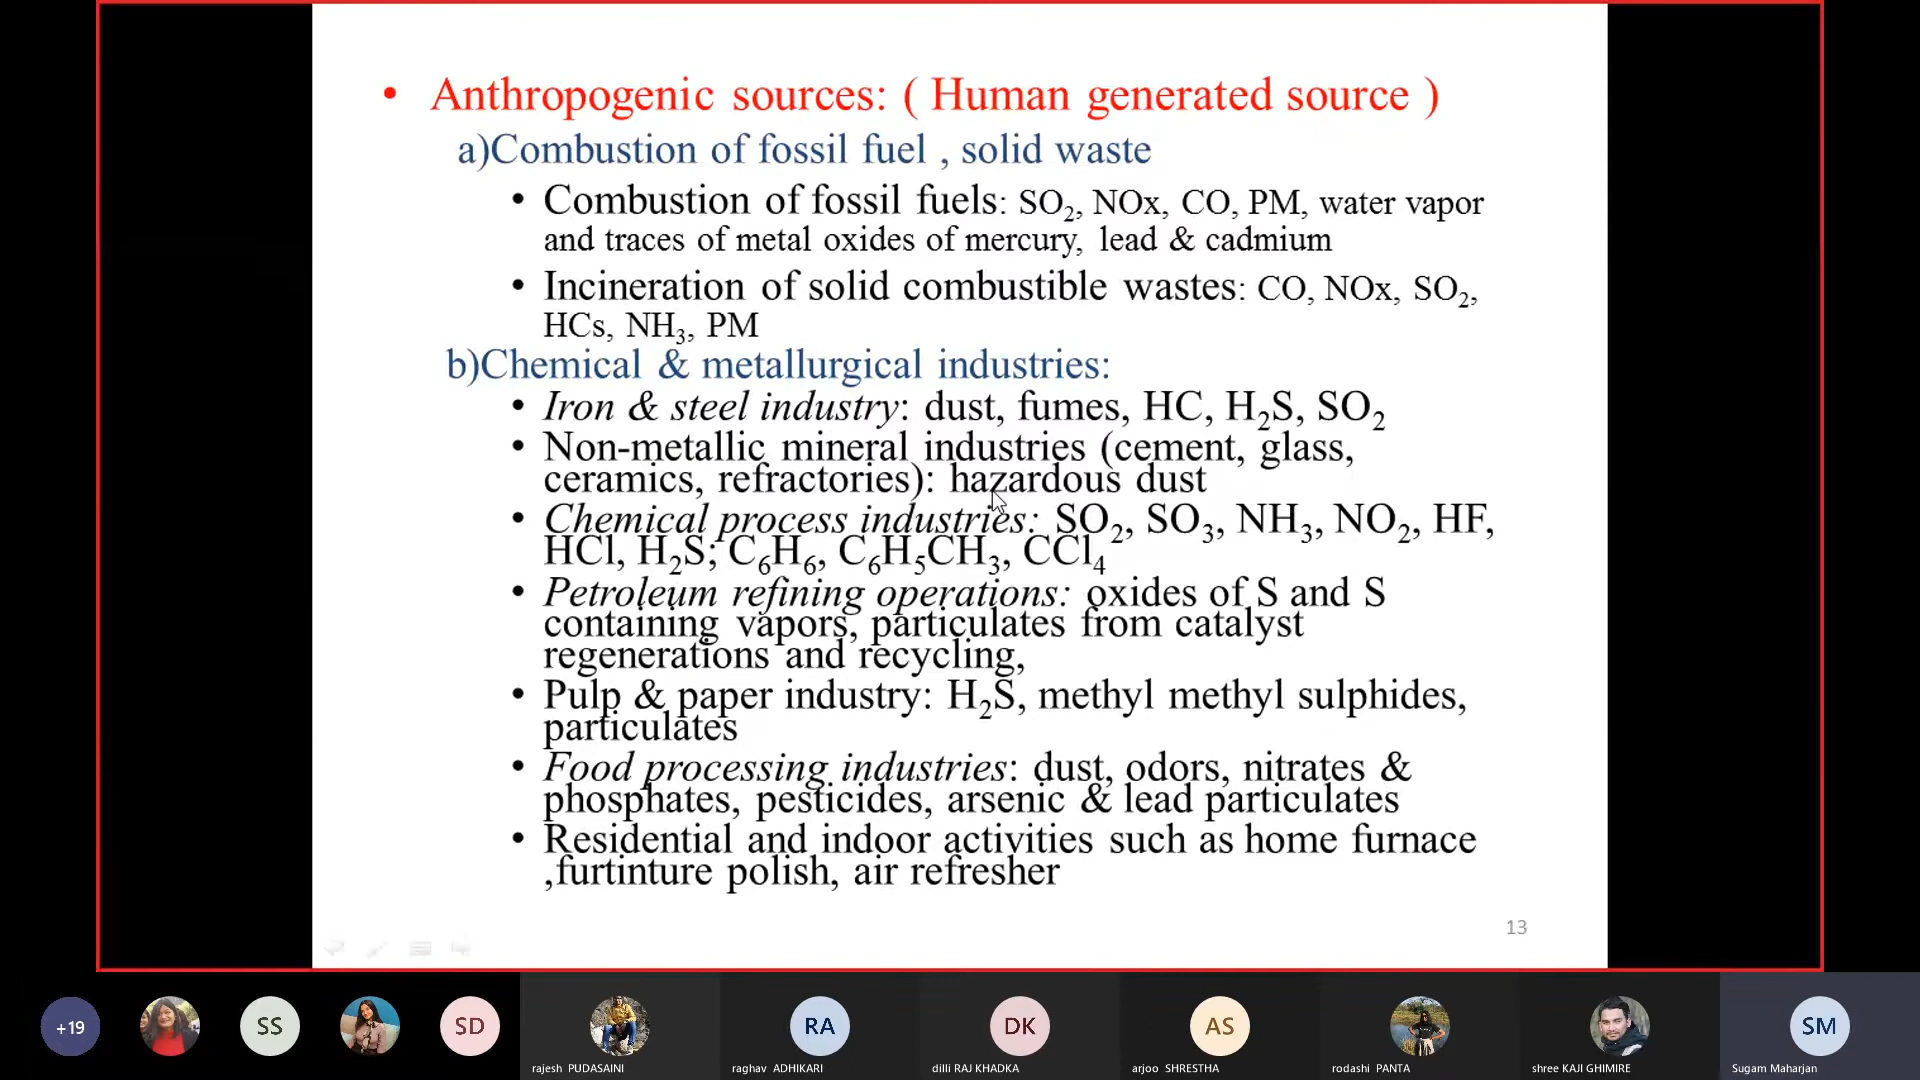 • Anthropogenic sources: ( Human generated source )
a)Combustion of fossil fuel , solid waste
• Combustion of fossil fuels: SO₂, NOx, CO, PM, water vapor
and traces of metal oxides of mercury, lead & cadmium
• Incineration of solid combustible wastes: CO, NOx, SO₂,
HCs, NH₃, PM
b)Chemical & metallurgical industries:
• Iron & steel industry: dust, fumes, HC, H₂S, SO₂
• Non-metallic mineral industries (cement, glass,
ceramics, refractories): hazardous dust
• Chemical process industries: SO₂, SO₃, NH₃, NO₂, HF,
HCl, H₂S; C₆H₆, C₆H₅CH₃, CCl₄
• Petroleum refining operations: oxides of S and S
containing vapors, particulates from catalyst
regenerations and recycling,
• Pulp & paper industry: H₂S, methyl methyl sulphides,
particulates
• Food processing industries: dust, odors, nitrates &
phosphates, pesticides, arsenic & lead particulates
• Residential and indoor activities such as home furnace
,furtinture polish, air refresher
13
+19 SS SD RA DK AS SM
rajesh PUDASAINI raghav ADHIKARI dilli RAJ KHADKA arjoo SHRESTHA rodashi PANTA shree KAJI GHIMIRE Sugam Maharjan